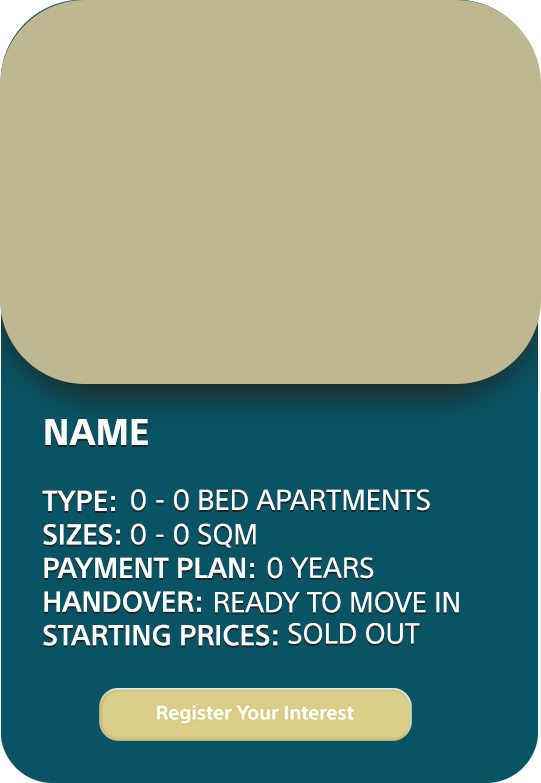 NAME
TYPE: 0 - 0 BED APARTMENTS
SIZES: 0 - 0 SQM
PAYMENT PLAN: 0 YEARS
HANDOVER: READY TO MOVE IN
STARTING PRICES: SOLD OUT
Register Your Interest